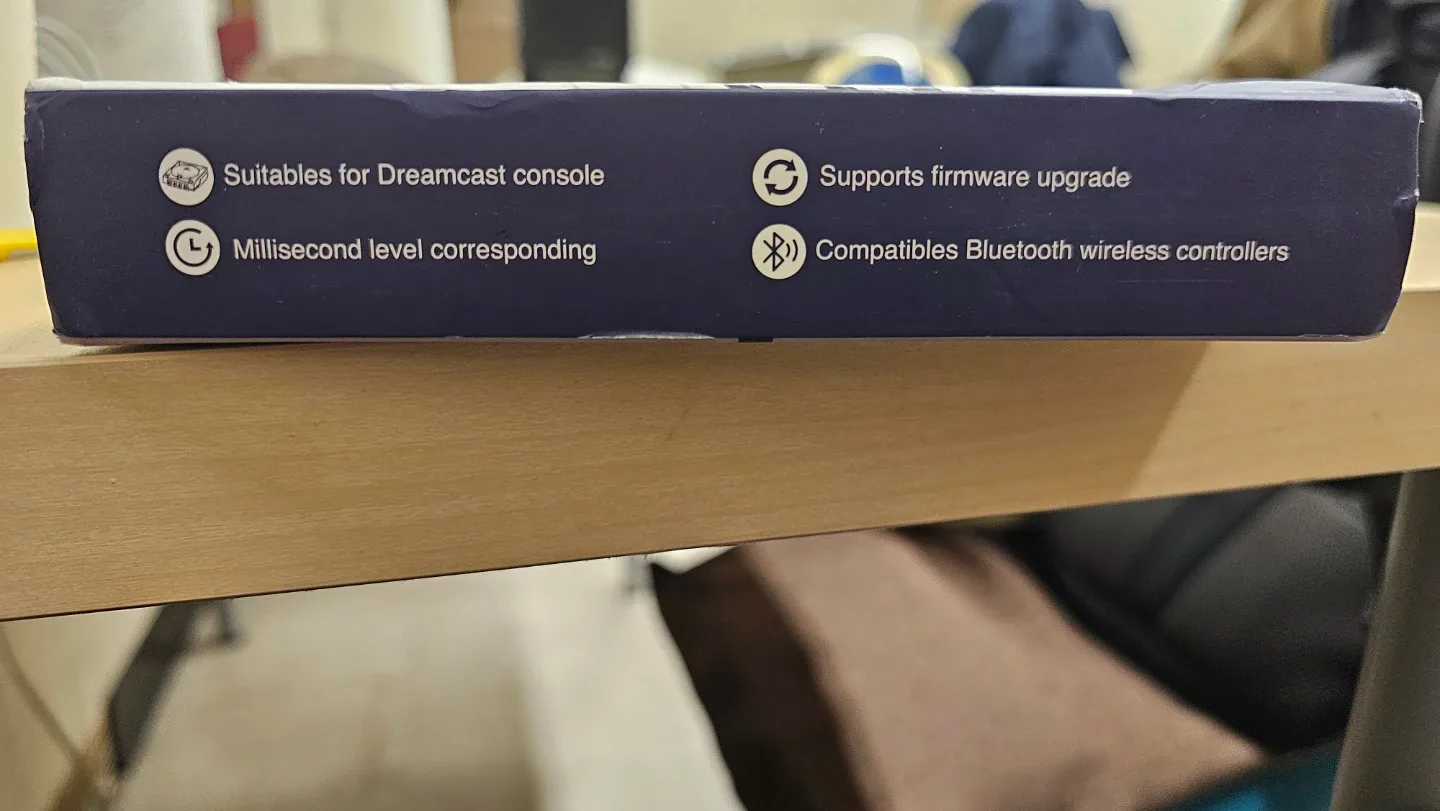 Suitables for Dreamcast console
Millisecond level corresponding
Supports firmware upgrade
Compatibles Bluetooth wireless controllers